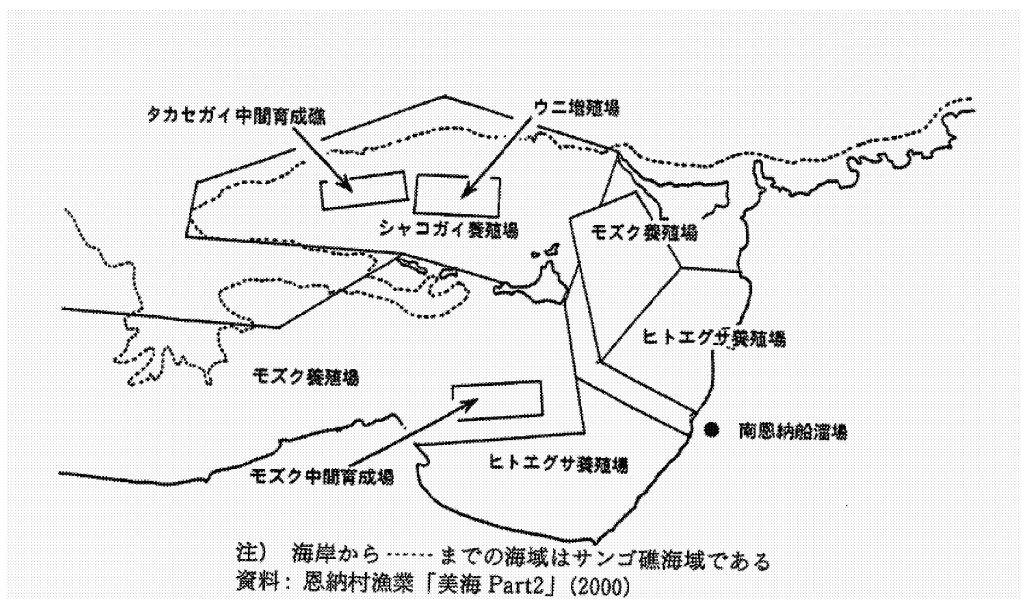 タカセガイ中間育成礁
ウニ増殖場
シャコガイ養殖場
モズク養殖場
ヒトエグサ養殖場
モズク養殖場
南恩納船溜場
ヒトエグサ養殖場
モズク中間育成場
注） 海岸から……までの海域はサンゴ礁海域である
資料：恩納村漁業「美海 Part2」(2000)